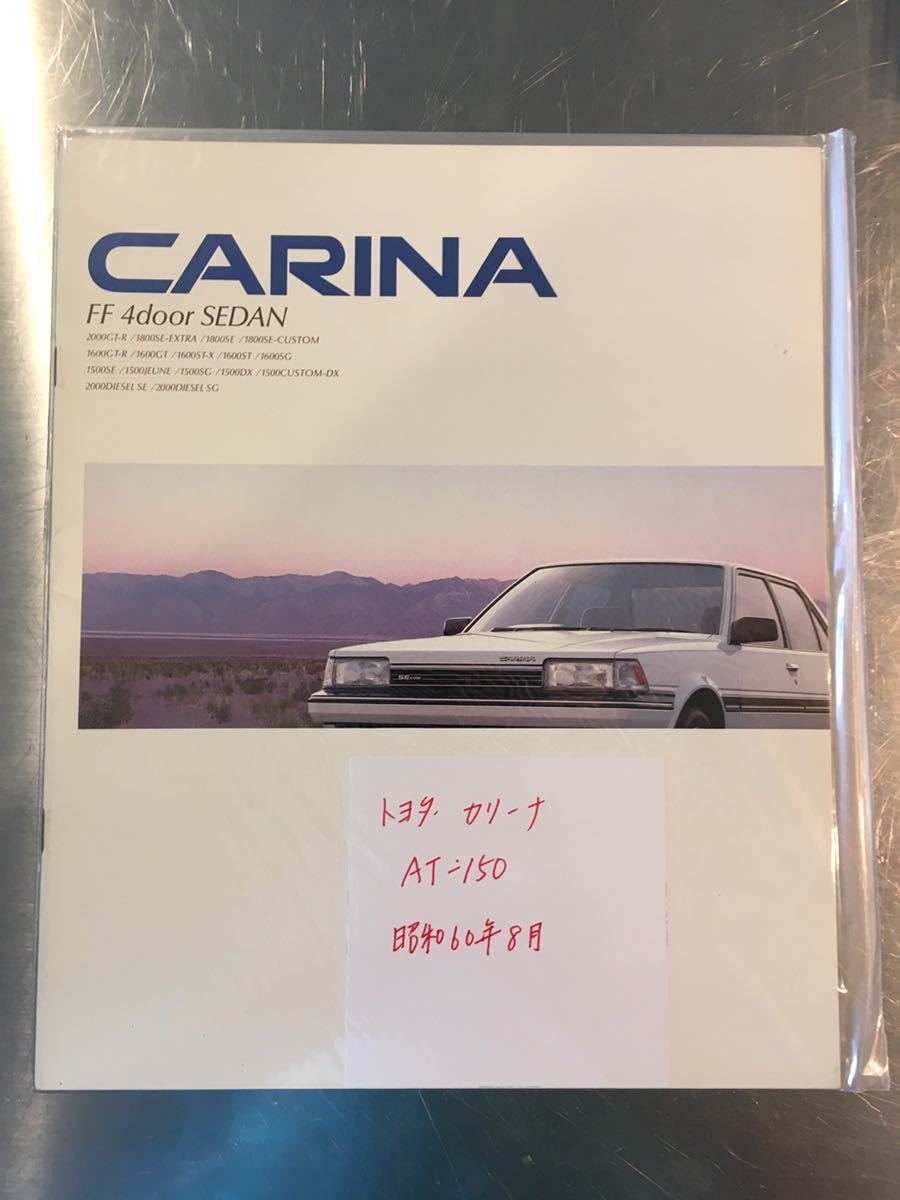 CARINA
FF 4door SEDAN
2000GT-R /1800SE-EXTRA /1800SE /1800SE-CUSTOM
1600GT-R /1600GT /1600ST-X /1600ST /1600SG
1500SE /1500JEUNE /1500SG /1500DX /1500CUSTOM-DX
2000DIESEL SE /2000DIESEL SG
CARINA
SE
トヨタ カリーナ
AT-150
昭和60年8月